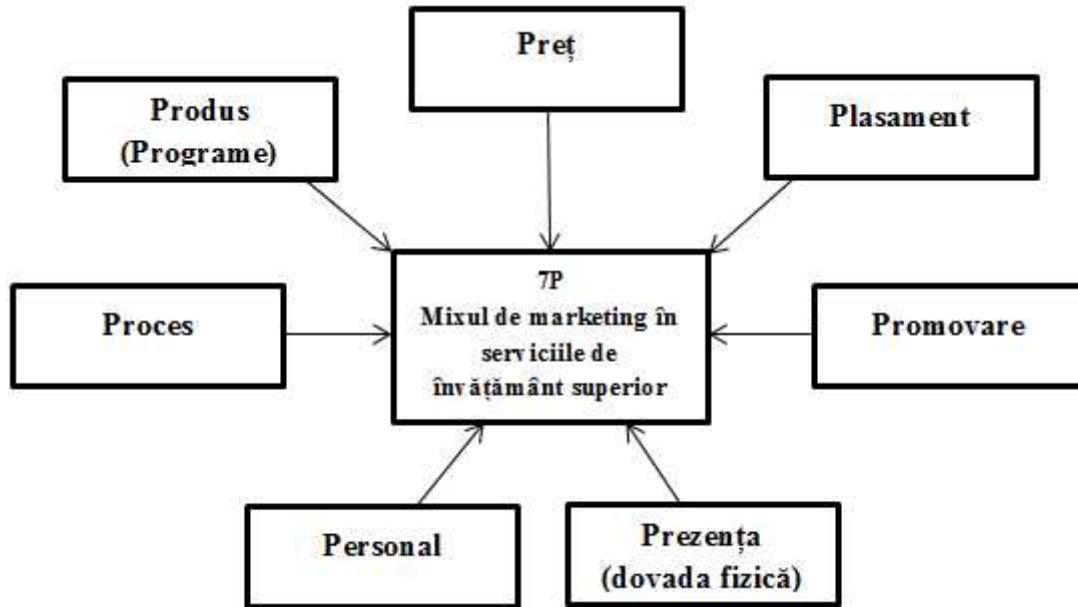 Preț
Produs
(Programe)
Plasament
7P
Mixul de marketing în
serviciile de
învățământ superior
Proces
Promovare
Personal
Prezența
(dovada fizică)